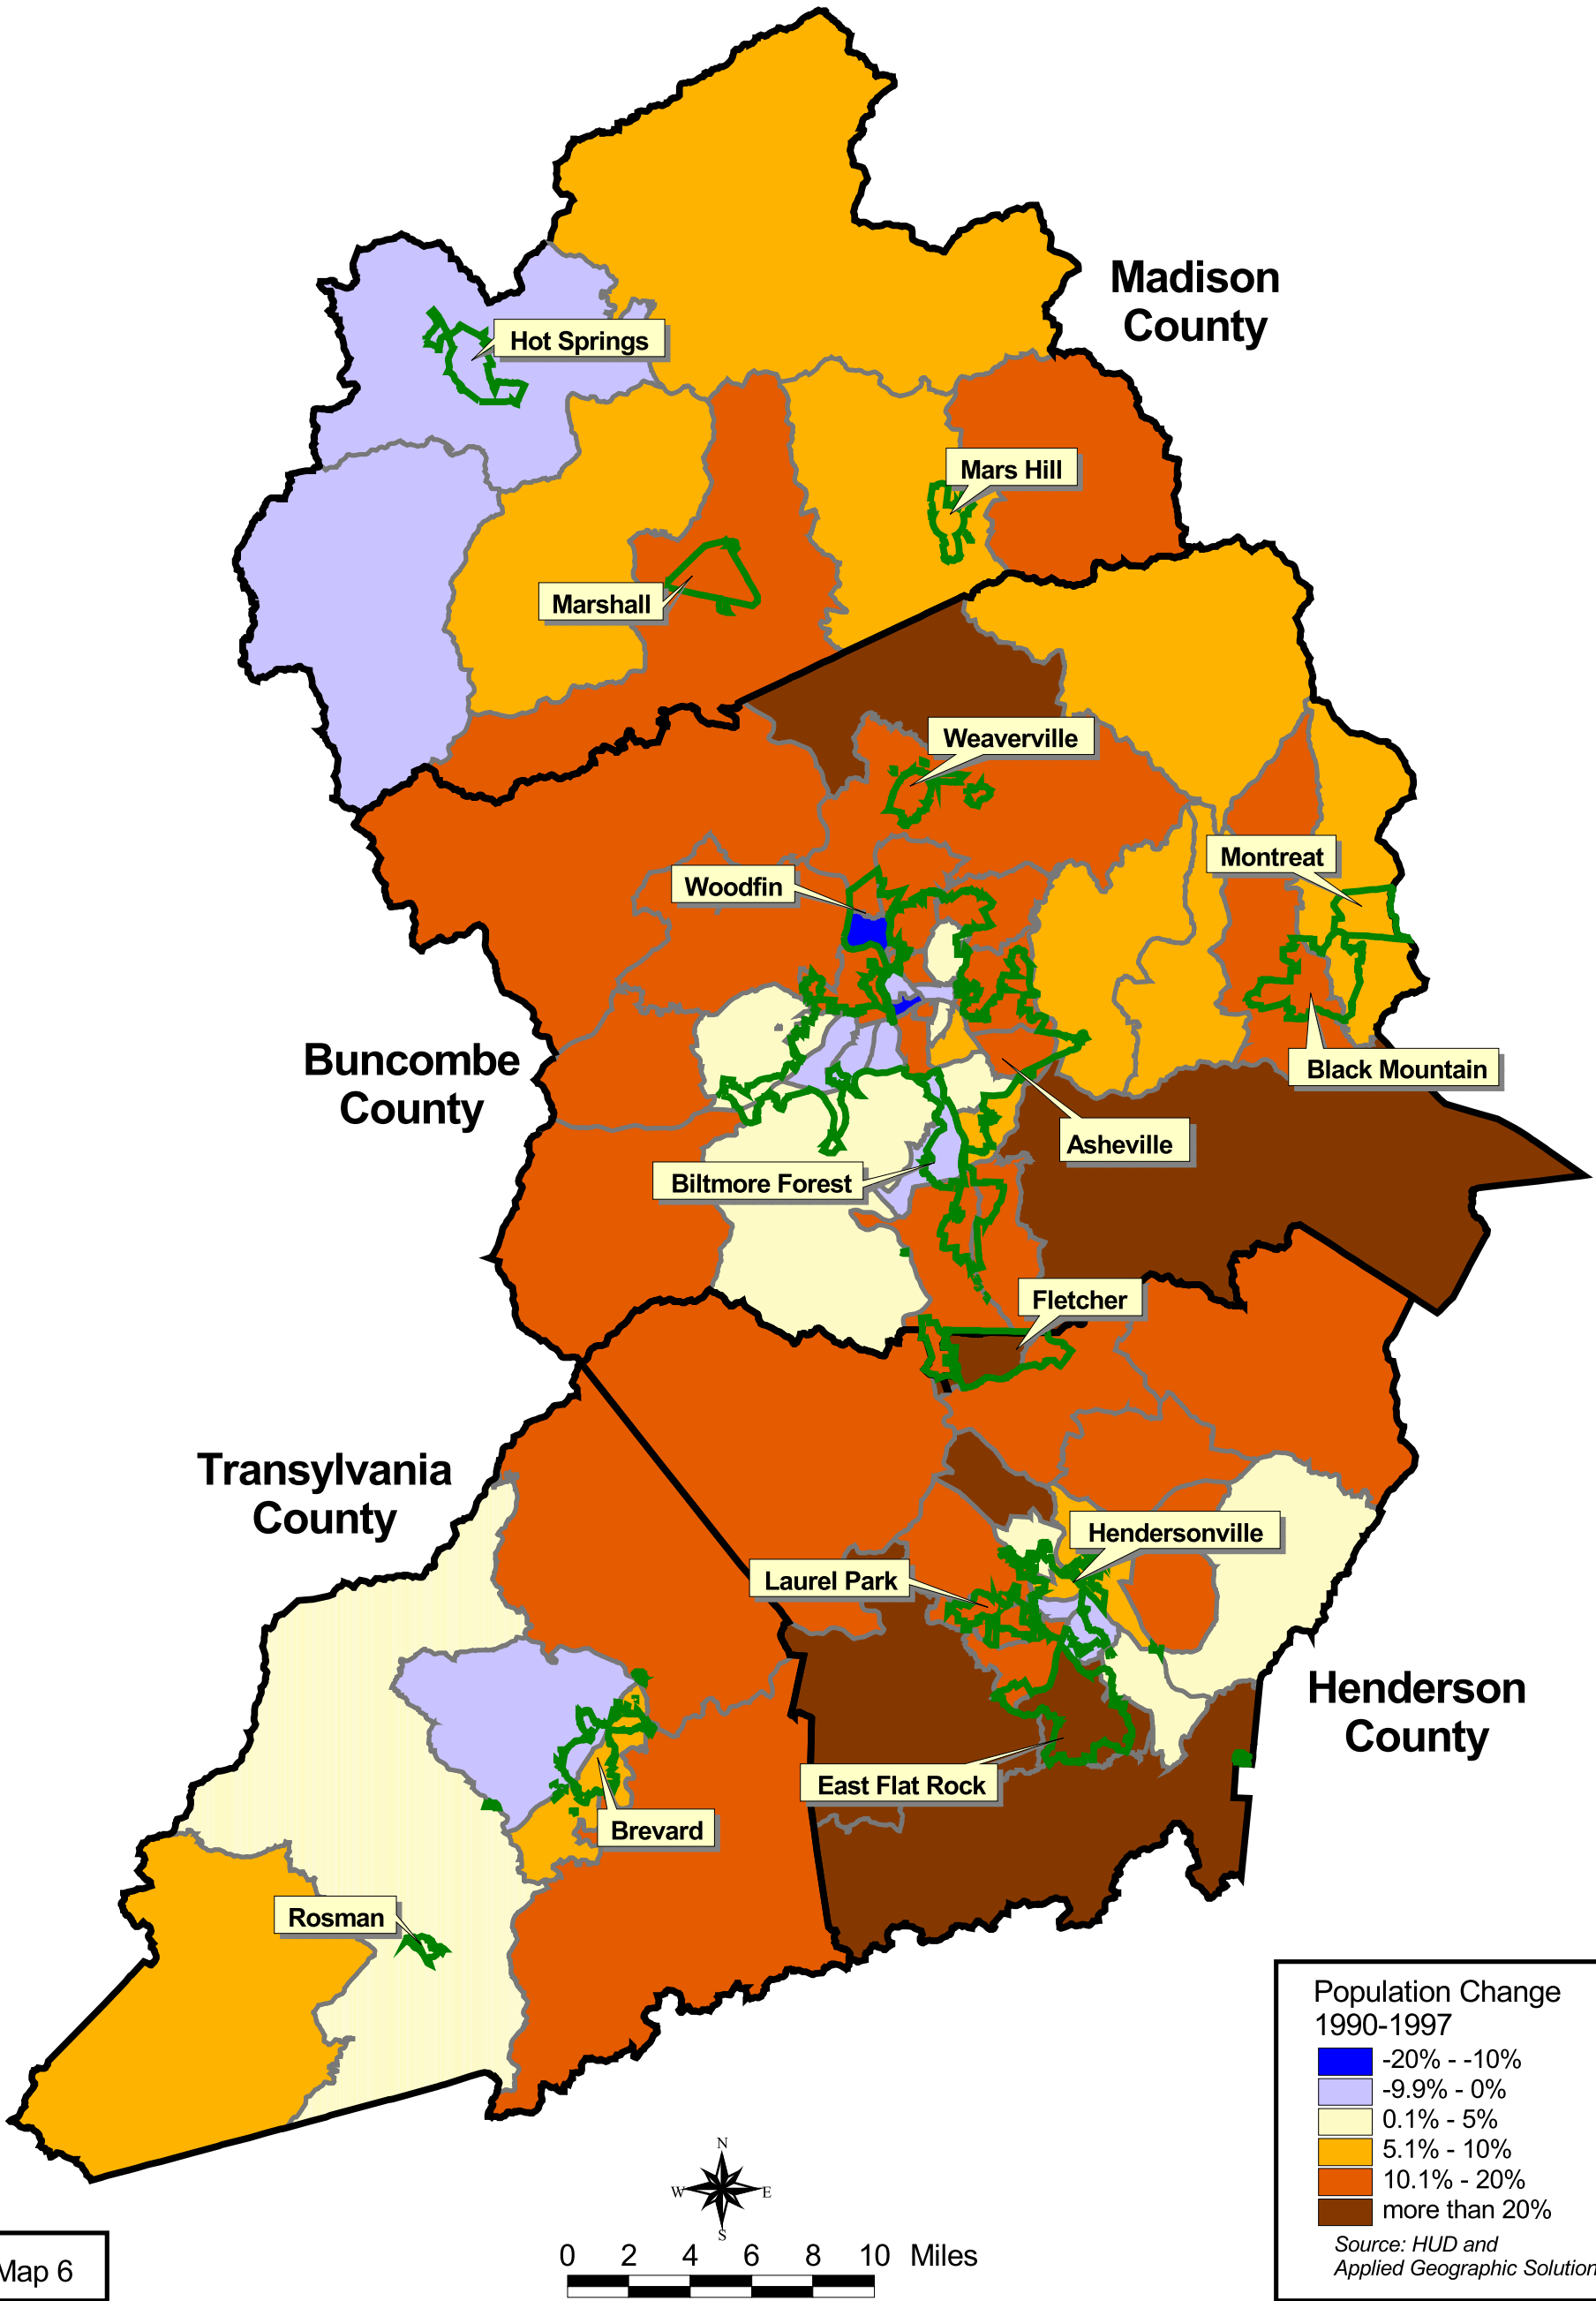 Madison
County
Hot Springs
Mars Hill
Marshall
Weaverville
Montreat
Woodfin
Buncombe
County
Black Mountain
Asheville
Biltmore Forest
Fletcher
Transylvania
County
Hendersonville
Laurel Park
Henderson
County
East Flat Rock
Brevard
Rosman
Population Change
1990-1997
-20% - -10%
-9.9% - 0%
0.1% - 5%
5.1% - 10%
10.1% - 20%
more than 20%
Source: HUD and
Applied Geographic Solution
N
W E
S
0 2 4 6 8 10 Miles
Map 6